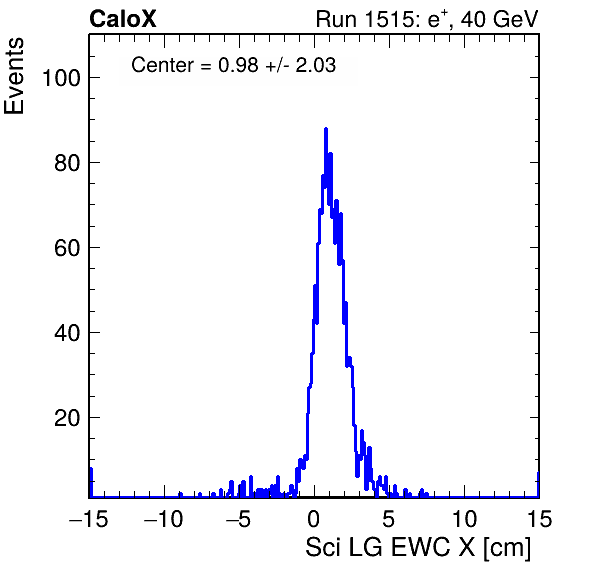 CaloX Run 1515: e+, 40 GeV
Center = 0.98 +/- 2.03
Events
100
80
60
40
20
−15 −10 −5 0 5 10 15
Sci LG EWC X [cm]